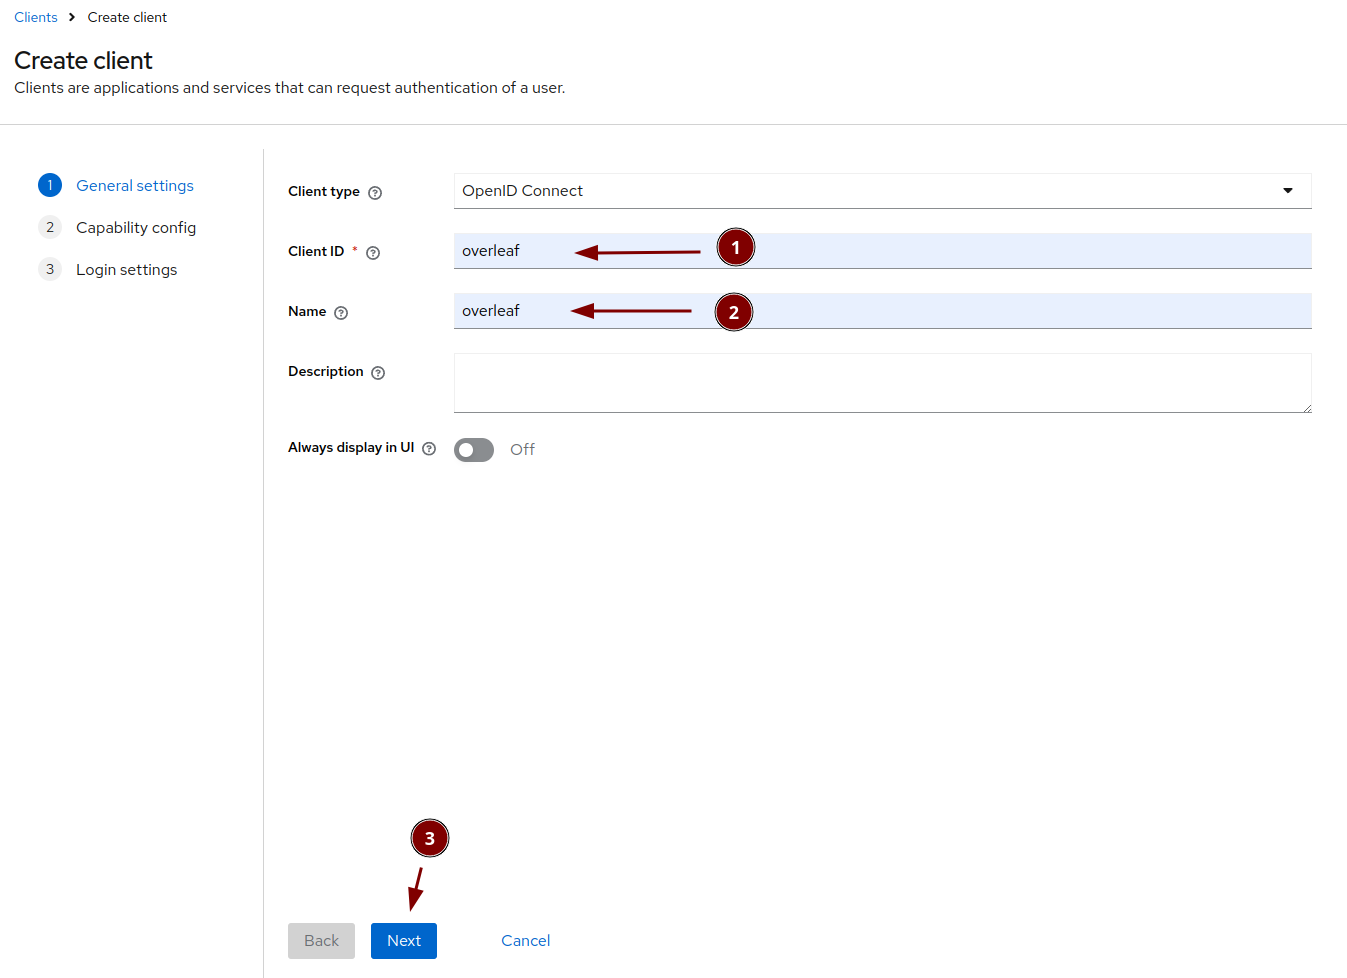 Clients > Create client
Create client
Clients are applications and services that can request authentication of a user.
1 General settings
2 Capability config
3 Login settings
Client type OpenID Connect
Client ID * overleaf 1
Name overleaf 2
Description
Always display in UI Off
3
Back Next Cancel